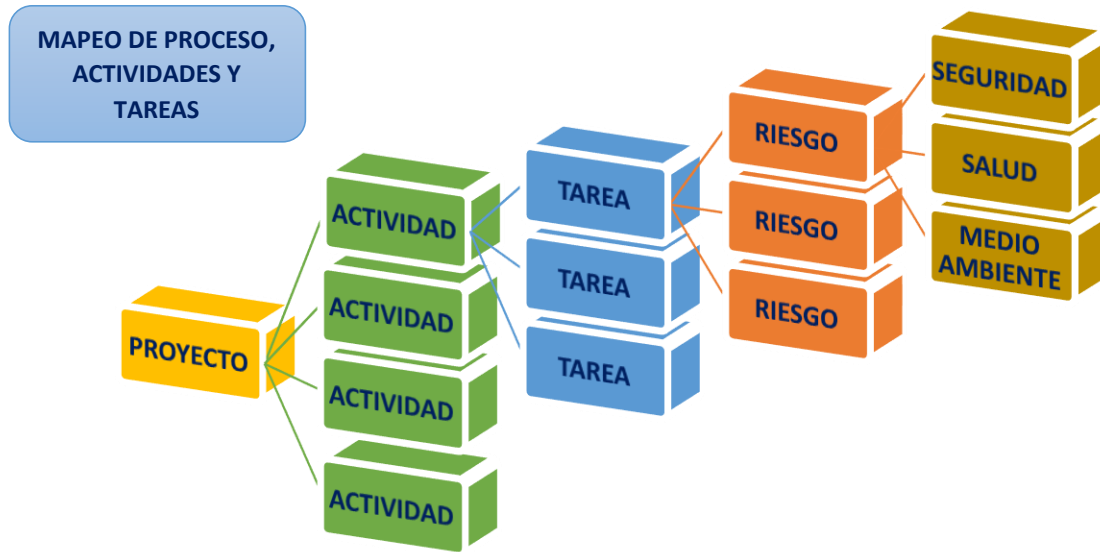 MAPEO DE PROCESO,
ACTIVIDADES Y
TAREAS
PROYECTO
ACTIVIDAD
ACTIVIDAD
ACTIVIDAD
ACTIVIDAD
TAREA
TAREA
TAREA
RIESGO
RIESGO
RIESGO
SEGURIDAD
SALUD
MEDIO
AMBIENTE